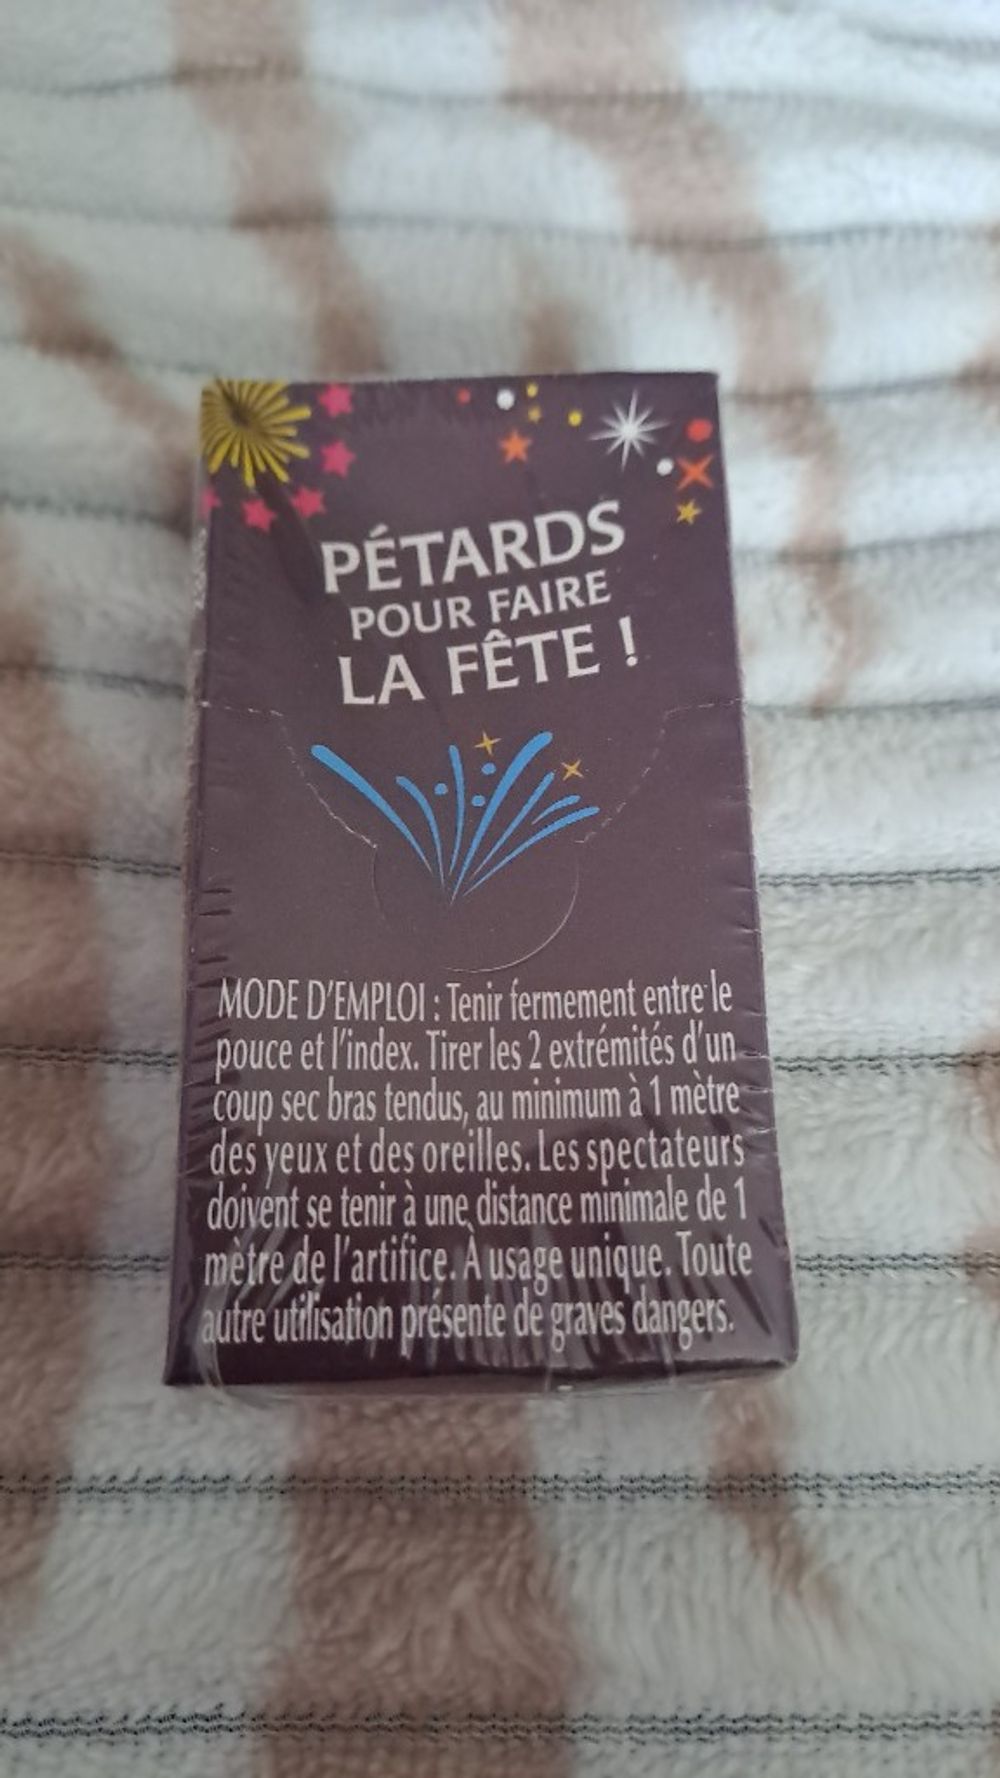 PÉTARDS
POUR FAIRE
LA FÊTE !
MODE D'EMPLOI : Tenir fermement entre le
pouce et l'index. Tirer les 2 extrémités d'un
coup sec bras tendus, au minimum à 1 mètre
des yeux et des oreilles. Les spectateurs
doivent se tenir à une distance minimale de 1
mètre de l'artifice. À usage unique. Toute
autre utilisation présente de graves dangers.